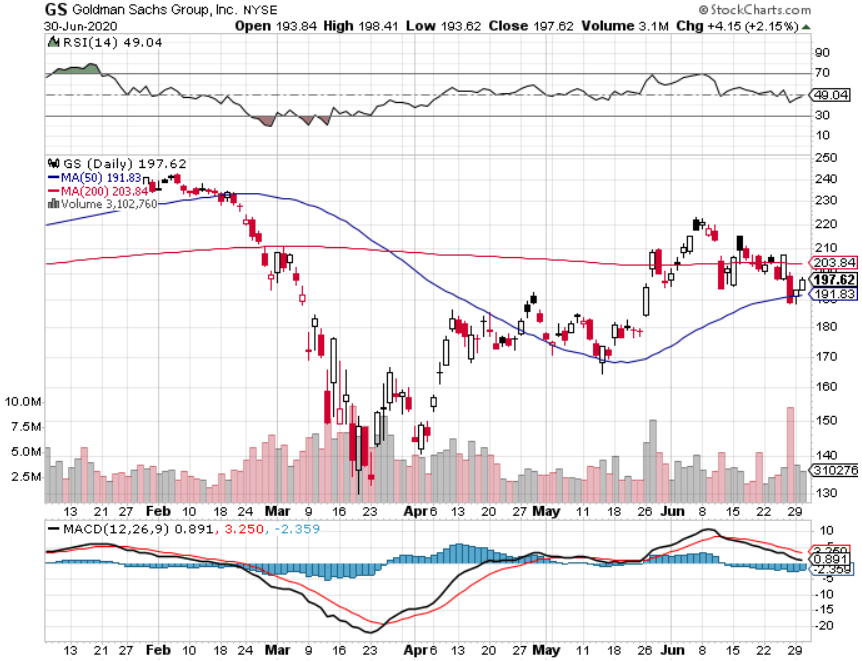 GS Goldman Sachs Group, Inc. NYSE © StockCharts.com
30-Jun-2020 Open 193.84 High 198.41 Low 193.62 Close 197.62 Volume 3.1M Chg +4.15 (+2.15%)
RSI(14) 49.04
90
70
49.04
30
10
GS (Daily) 197.62
MA(50) 191.83
MA(200) 203.84
Volume 3,102,760
250
240
230
220
210
203.84
197.62
191.83
180
170
160
150
140
130
10.0M
7.5M
5.0M
2.5M
310276
13 21 27 Feb 10 18 24 Mar 9 16 23 Apr 6 13 20 27 May 11 18 26 Jun 8 15 22 29
MACD(12,26,9) 0.891, 3.250, -2.359
10
3.250
0.891
-2.359
-5
-10
-15
-20
13 21 27 Feb 10 18 24 Mar 9 16 23 Apr 6 13 20 27 May 11 18 26 Jun 8 15 22 29